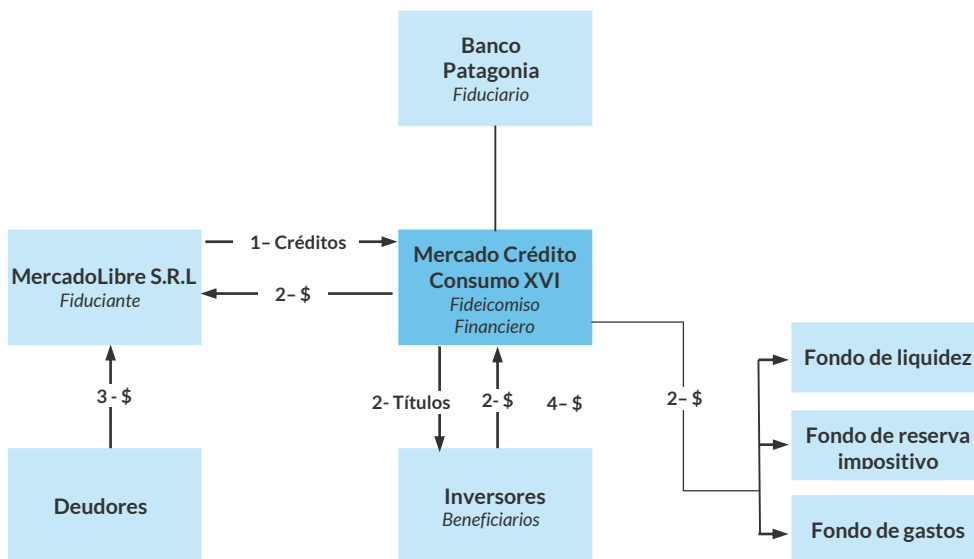 Banco
Patagonia
Fiduciario
1– Créditos
MercadoLibre S.R.L
Fiduciante
2– $
Mercado Crédito
Consumo XVI
Fideicomiso
Financiero
3 - $
2- Títulos
2- $
4– $
2– $
Fondo de liquidez
Fondo de reserva
impositivo
Fondo de gastos
Deudores
Inversores
Beneficiarios